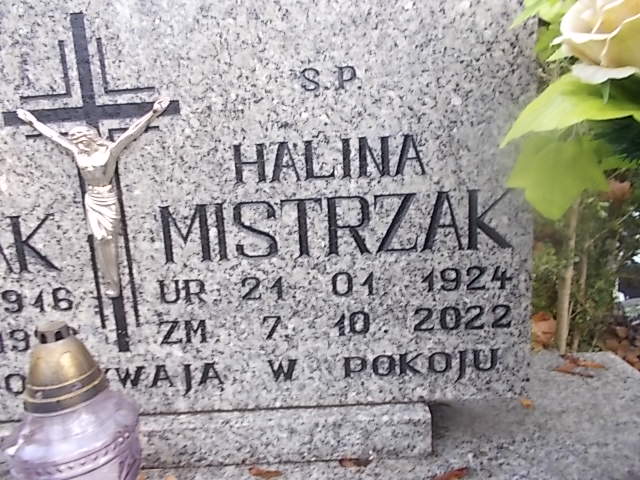 S.P.
HALINA
MISTRZAK
UR. 21 01 1924
ZM. 7. 10. 2022
W POKOJU